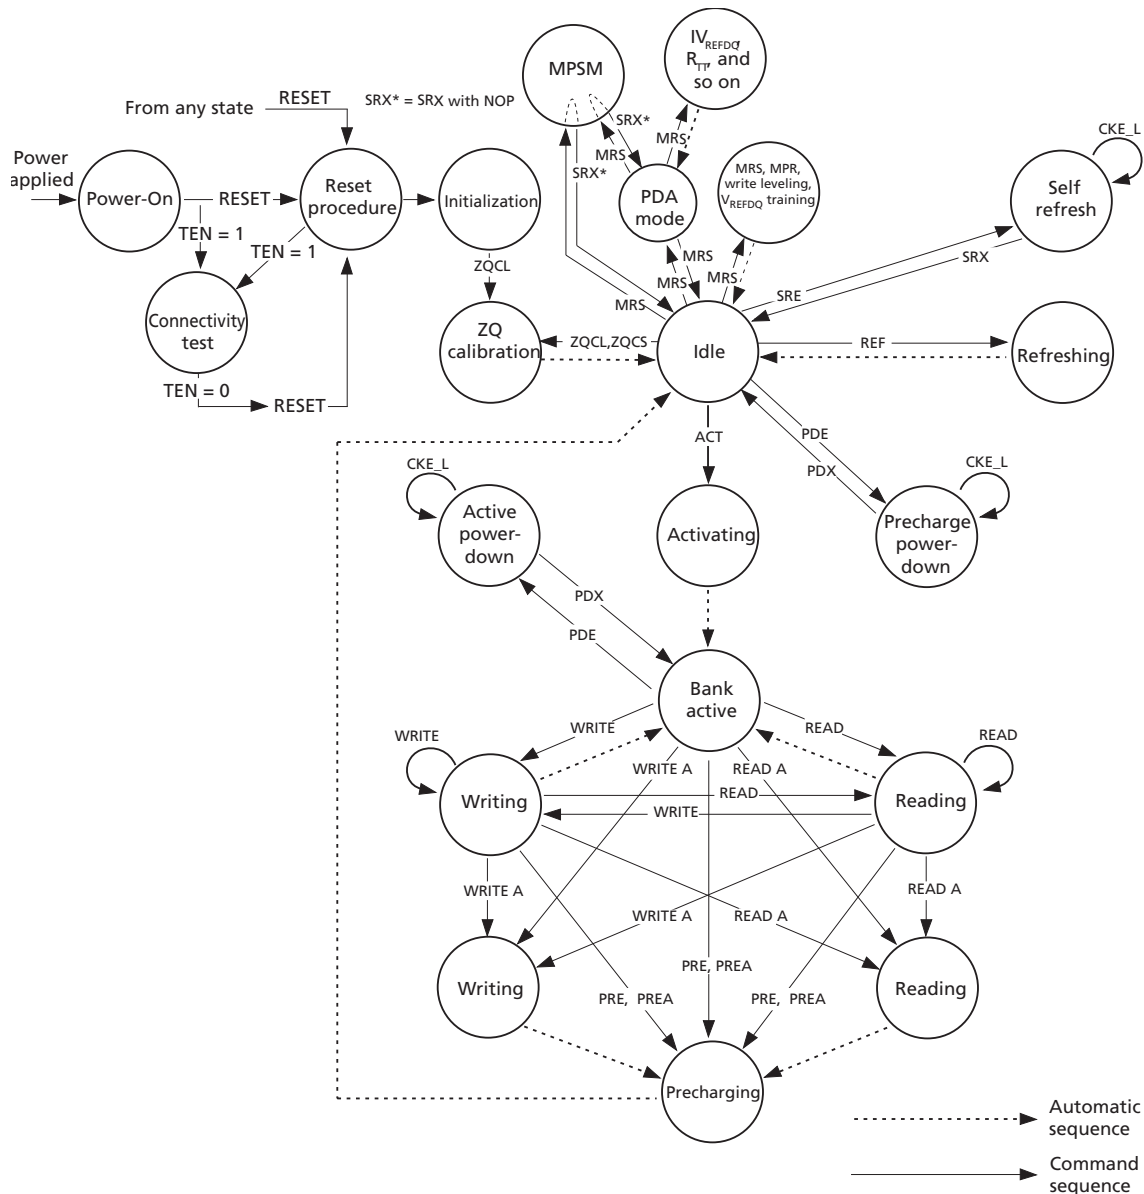 IVREFDQ,
RTT, and
so on
MPSM
From any state
RESET
SRX* = SRX with NOP
SRX*
MRS
MRS
CKE_L
Power
applied
Power-On
RESET
Reset
procedure
Initialization
SRX*
PDA
mode
MRS, MPR,
write leveling,
VREFDQ training
Self
refresh
TEN = 1
TEN = 1
MRS
MRS
MRS
SRX
ZQCL
MRS
SRE
Connectivity
test
ZQ
calibration
ZQCL,ZQCS
Idle
REF
Refreshing
TEN = 0
RESET
ACT
PDE
PDX
CKE_L
CKE_L
Active
power-
down
Activating
Precharge
power-
down
PDX
PDE
Bank
active
WRITE
WRITE
READ
READ
WRITE A
READ A
Writing
READ
Reading
WRITE
WRITE A
READ A
WRITE A
READ A
PRE, PREA
Writing
PRE, PREA
PRE, PREA
Reading
Precharging
Automatic
sequence
Command
sequence